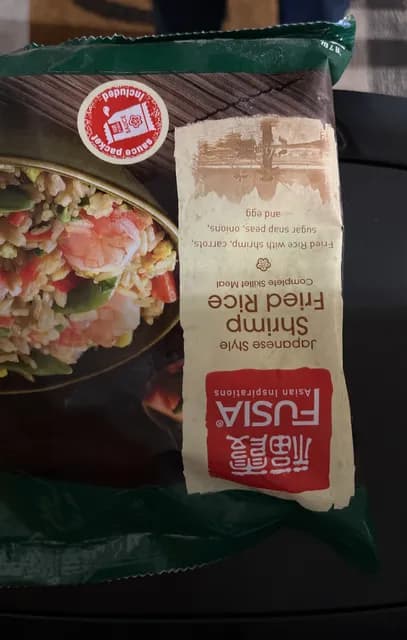 福
FUSIA®
Asian Inspirations
Japanese Style
Shrimp
Fried Rice
Complete Skillet Meal
Fried Rice with shrimp, carrots,
sugar snap peas, onions,
and egg
sauce packet included